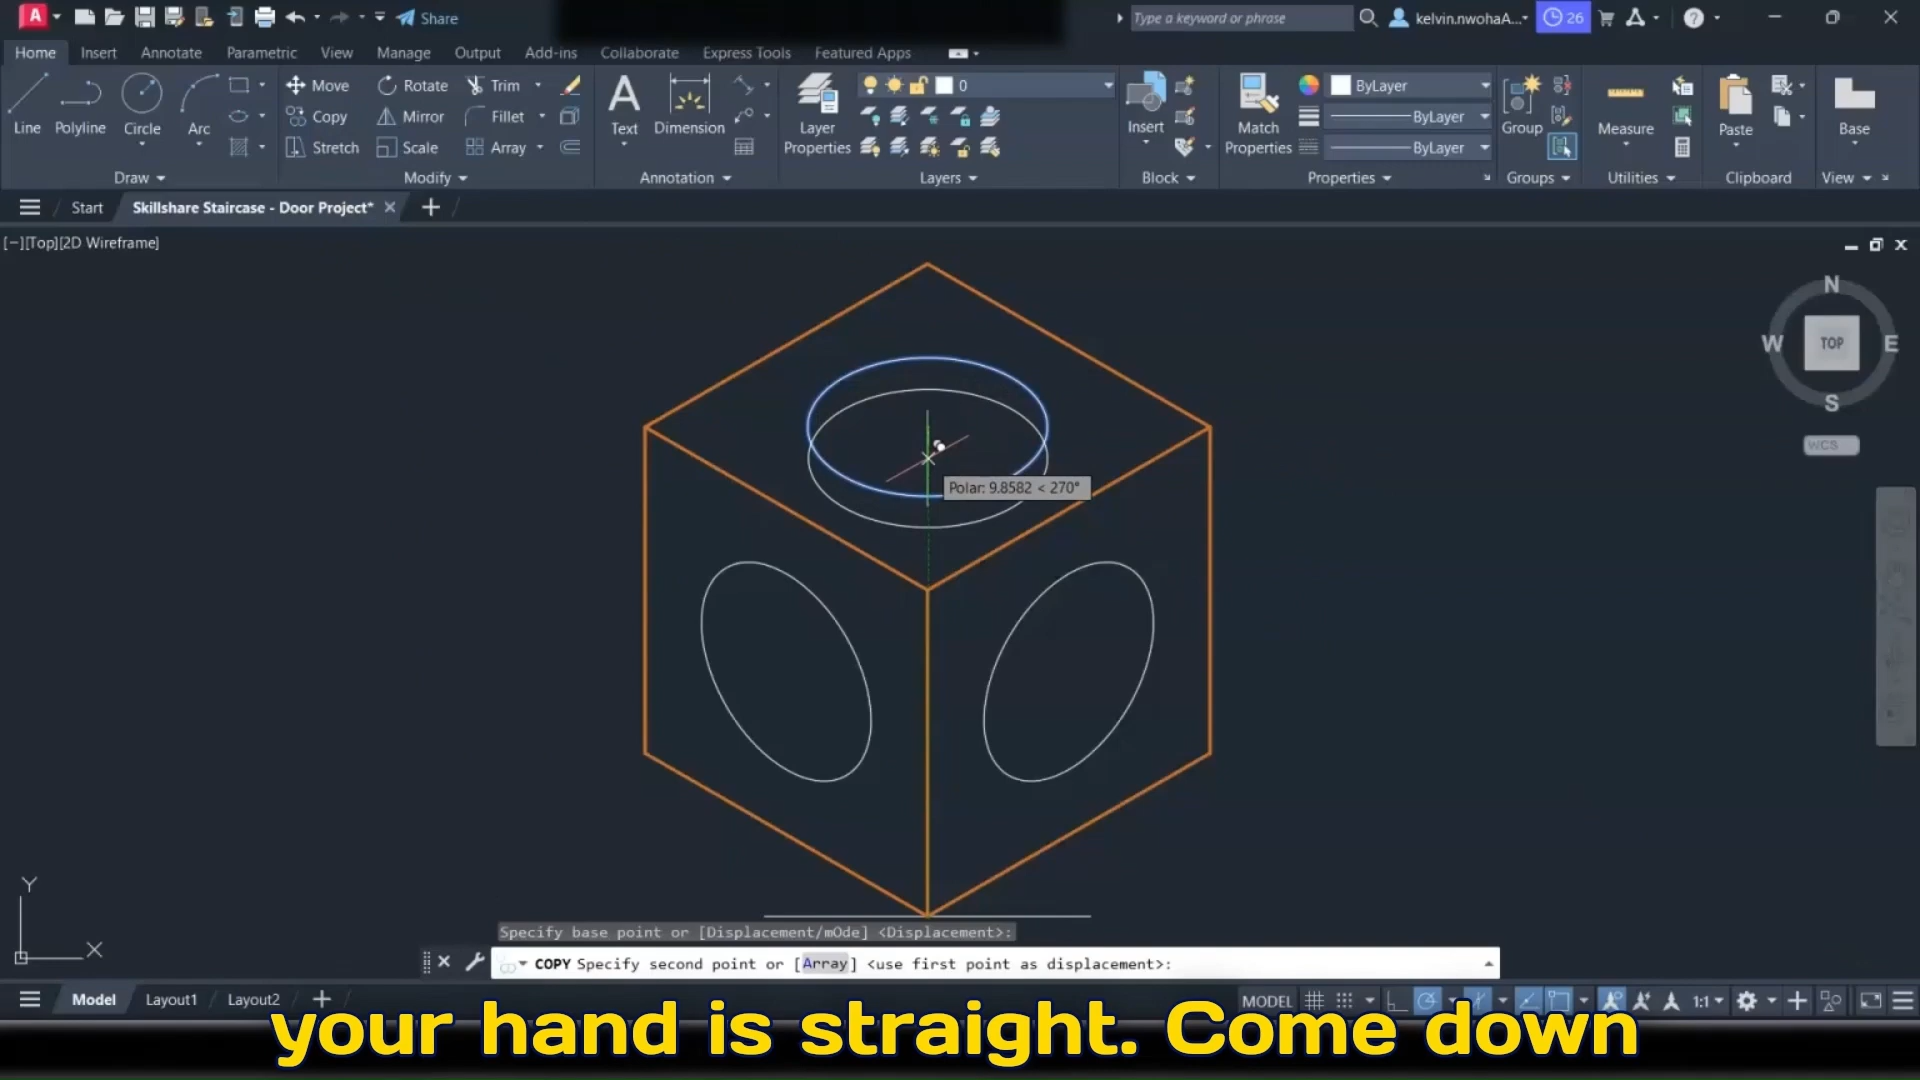 Share
Type a keyword or phrase
kelvin.nwohaA...
26
Home Insert Annotate Parametric View Manage Output Add-ins Collaborate Express Tools Featured Apps
Line Polyline Circle Arc
Move Rotate Trim
Copy Mirror Fillet
Stretch Scale Array
Text Dimension
Layer Properties
0
Insert
Match Properties
ByLayer
ByLayer
ByLayer
Group Measure Paste Base
Draw Modify Annotation Layers Block Properties Groups Utilities Clipboard View
Start Skillshare Staircase - Door Project*
[−][Top][2D Wireframe]
N
W TOP E
S
WCS
Polar: 9.8582 < 270°
Y
X
Specify base point or [Displacement/mOde] <Displacement>:
COPY Specify second point or [Array] <use first point as displacement>:
Model Layout1 Layout2
MODEL 1:1
your hand is straight. Come down